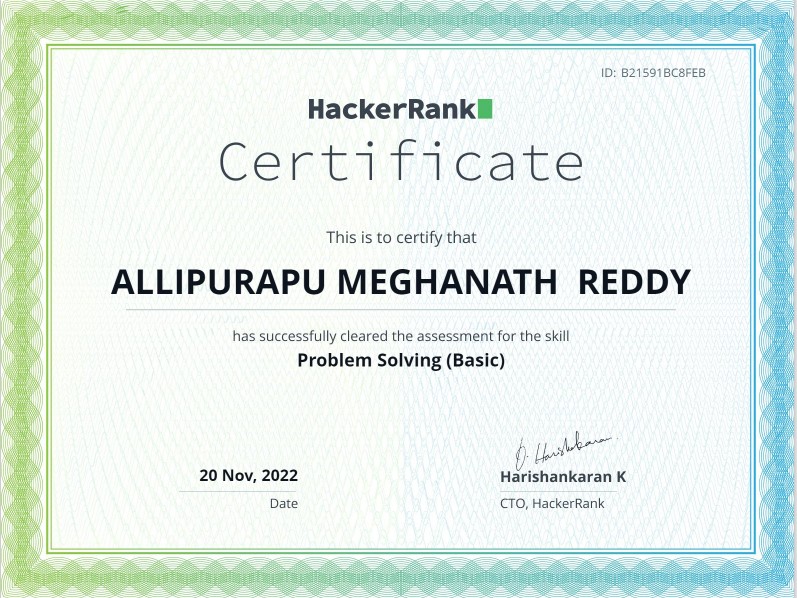 ID: B21591BC8FEB
HackerRank
Certificate
This is to certify that
ALLIPURAPU MEGHANATH  REDDY
has successfully cleared the assessment for the skill
Problem Solving (Basic)
D. Harishankaran.
20 Nov, 2022
Harishankaran K
Date
CTO, HackerRank